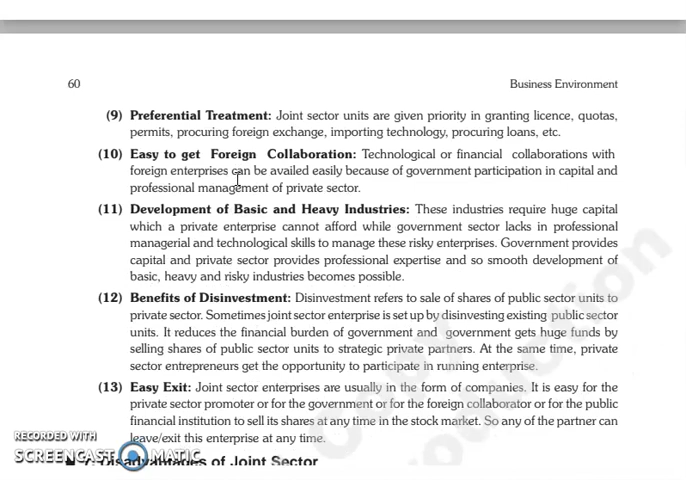 60
Business Environment
(9) Preferential Treatment: Joint sector units are given priority in granting licence, quotas,
permits, procuring foreign exchange, importing technology, procuring loans, etc.
(10) Easy to get Foreign Collaboration: Technological or financial collaborations with
foreign enterprises can be availed easily because of government participation in capital and
professional management of private sector.
(11) Development of Basic and Heavy Industries: These industries require huge capital
which a private enterprise cannot afford while government sector lacks in professional
managerial and technological skills to manage these risky enterprises. Government provides
capital and private sector provides professional expertise and so smooth development of
basic, heavy and risky industries becomes possible.
(12) Benefits of Disinvestment: Disinvestment refers to sale of shares of public sector units to
private sector. Sometimes joint sector enterprise is set up by disinvesting existing public sector
units. It reduces the financial burden of government and government gets huge funds by
selling shares of public sector units to strategic private partners. At the same time, private
sector entrepreneurs get the opportunity to participate in running enterprise.
(13) Easy Exit: Joint sector enterprises are usually in the form of companies. It is easy for the
private sector promoter or for the government or for the foreign collaborator or for the public
financial institution to sell its shares at any time in the stock market. So any of the partner can
leave/exit this enterprise at any time.
7. Disadvantages of Joint Sector
RECORDED WITH
SCREENCAST MATIC